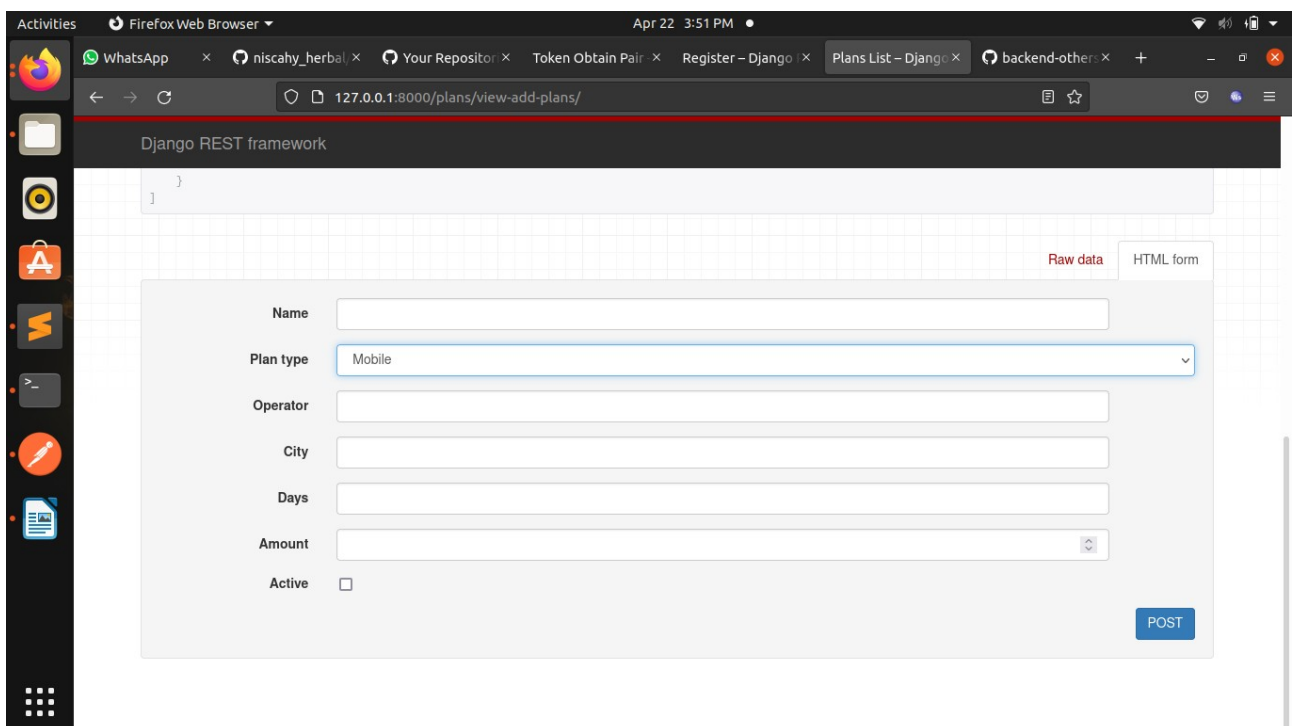 Activities Firefox Web Browser Apr 22 3:51 PM
WhatsApp niscahy_herbal Your Repositori Token Obtain Pair Register – Django Plans List – Django backend-others
127.0.0.1:8000/plans/view-add-plans/
Django REST framework
}
]
Raw data HTML form
Name
Plan type Mobile
Operator
City
Days
Amount
Active
POST